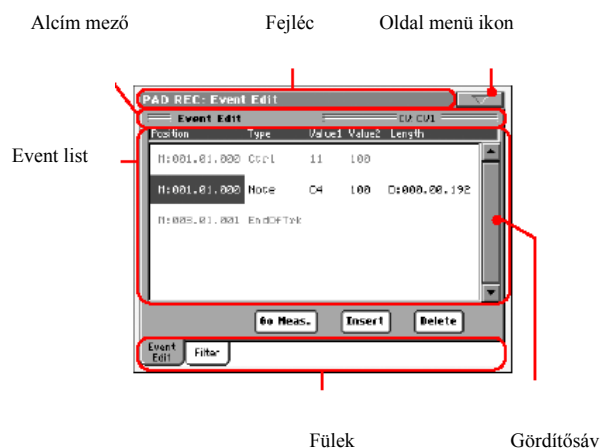 Alcím mező Fejléc Oldal menü ikon
PAD REC: Event Edit
Event Edit CV:CV1
Position Type Value1 Value2 Length
Event list
M:001.01.000 Ctrl 11 100
M:001.01.000 Note C4 100 D:000.00.192
M:003.01.001 EndOfTrk
Go Meas. Insert Delete
Event Edit Filter
Fülek Gördítősáv